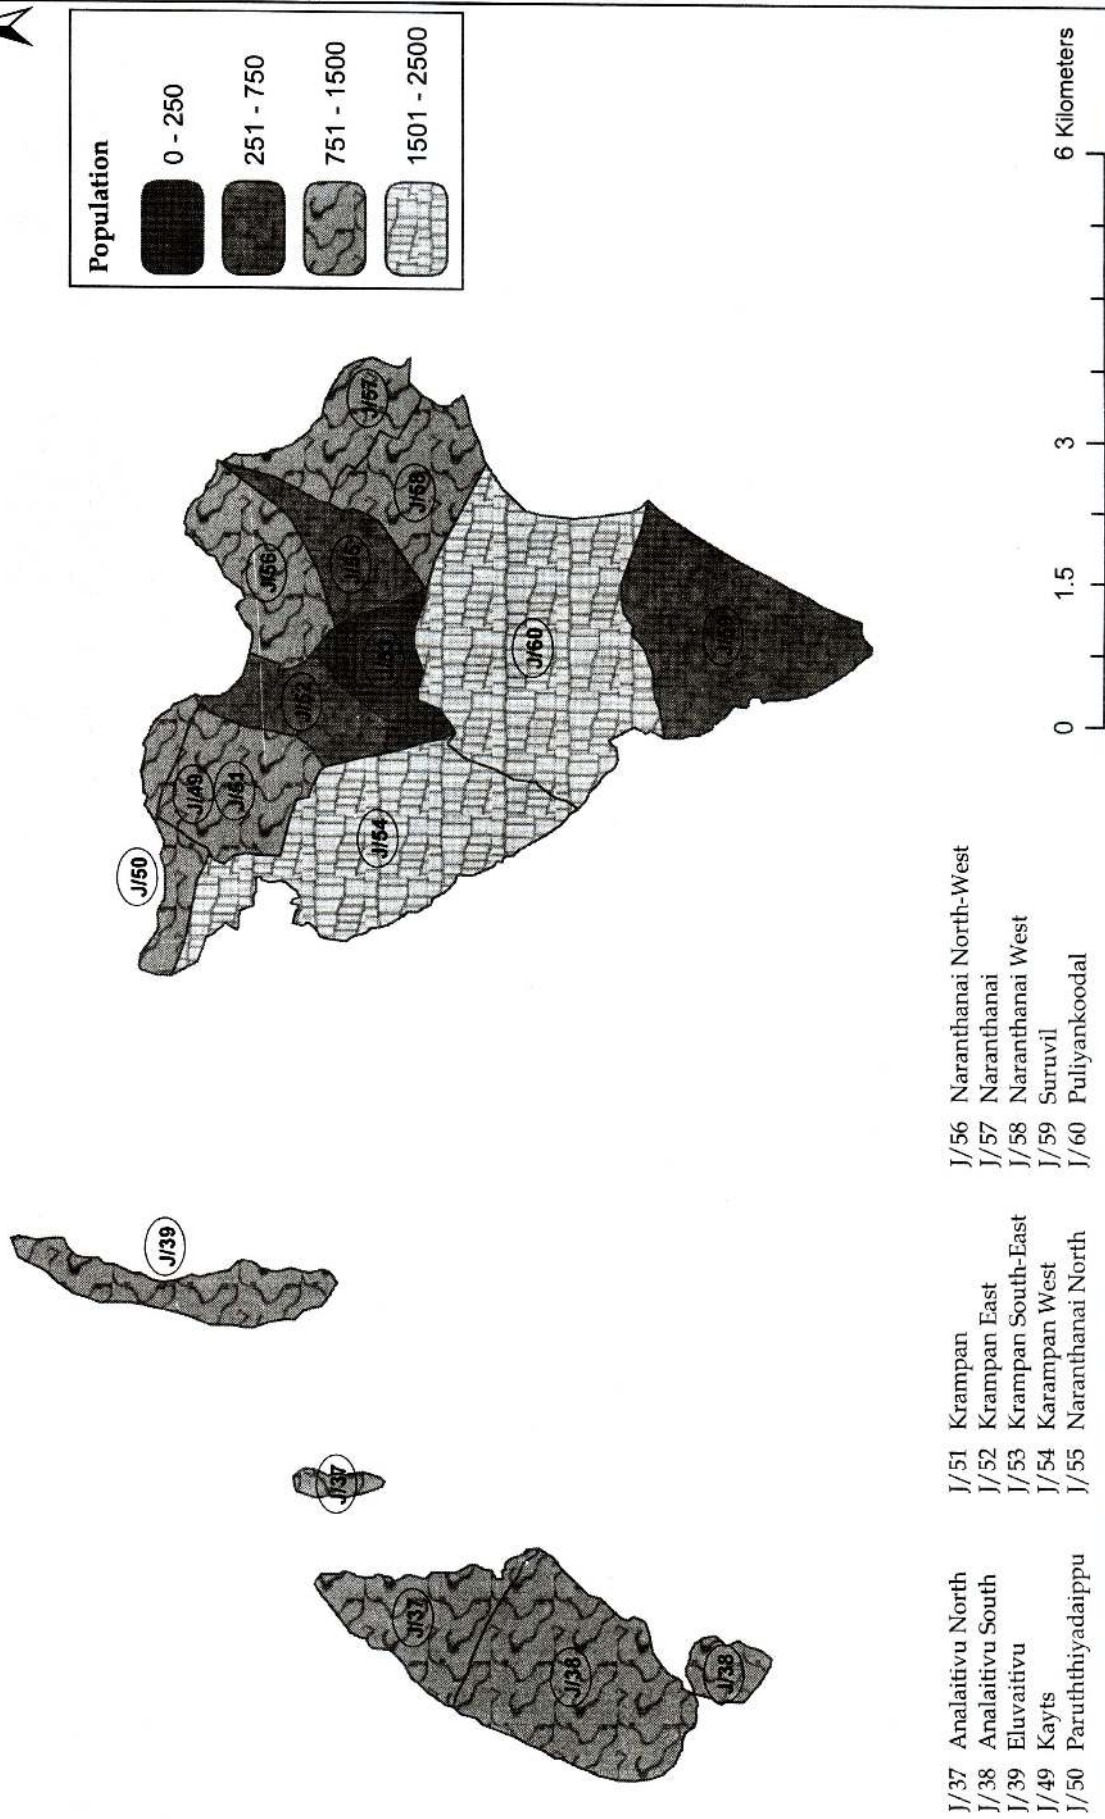 Population
0 - 250
251 - 750
751 - 1500
1501 - 2500
J/39
J/37
J/37
J/38
J/38
J/50
J/49
J/51
J/52
J/54
J/56
J/55
J/53
J/57
J/58
J/60
J/59
J/37 Analaitivu North
J/38 Analaitivu South
J/39 Eluvaitivu
J/49 Kayts
J/50 Paruththiyadaippu
J/51 Krampan
J/52 Krampan East
J/53 Krampan South-East
J/54 Karampan West
J/55 Naranthanai North
J/56 Naranthanai North-West
J/57 Naranthanai
J/58 Naranthanai West
J/59 Suruvil
J/60 Puliyankoodal
0 1.5 3 6 Kilometers